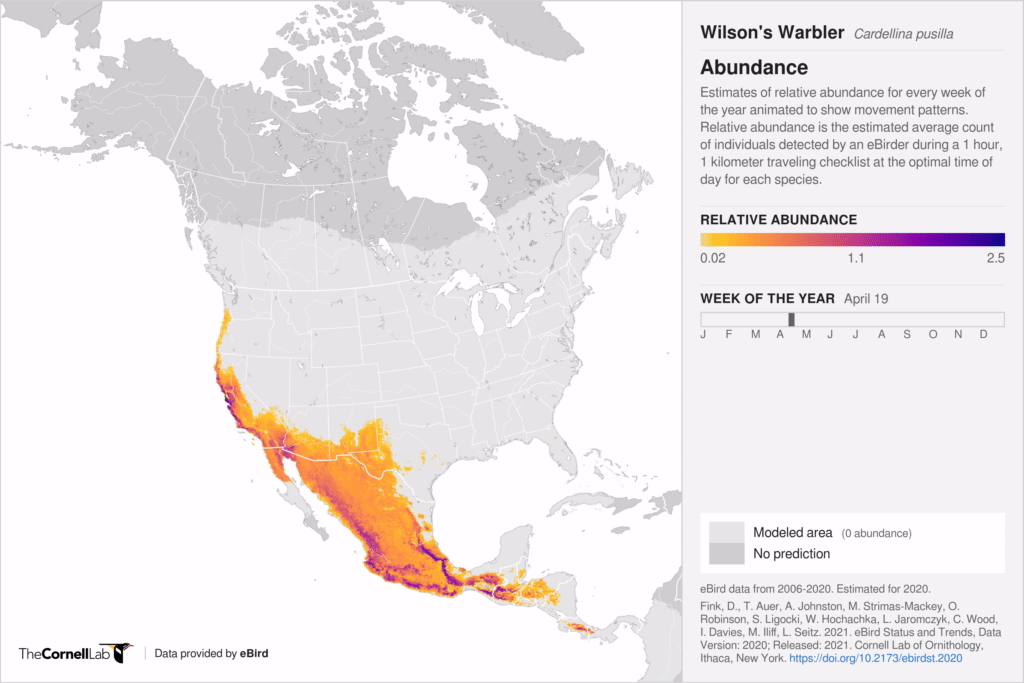 Wilson's Warbler Cardellina pusilla
Abundance
Estimates of relative abundance for every week of
the year animated to show movement patterns.
Relative abundance is the estimated average count
of individuals detected by an eBirder during a 1 hour,
1 kilometer traveling checklist at the optimal time of
day for each species.
RELATIVE ABUNDANCE
0.02 1.1 2.5
WEEK OF THE YEAR April 19
J F M A M J J A S O N D
Modeled area (0 abundance)
No prediction
eBird data from 2006-2020. Estimated for 2020.
Fink, D., T. Auer, A. Johnston, M. Strimas-Mackey, O.
Robinson, S. Ligocki, W. Hochachka, L. Jaromczyk, C. Wood,
I. Davies, M. Iliff, L. Seitz. 2021. eBird Status and Trends, Data
Version: 2020; Released: 2021. Cornell Lab of Ornithology,
Ithaca, New York. https://doi.org/10.2173/ebirdst.2020
TheCornellLab Data provided by eBird